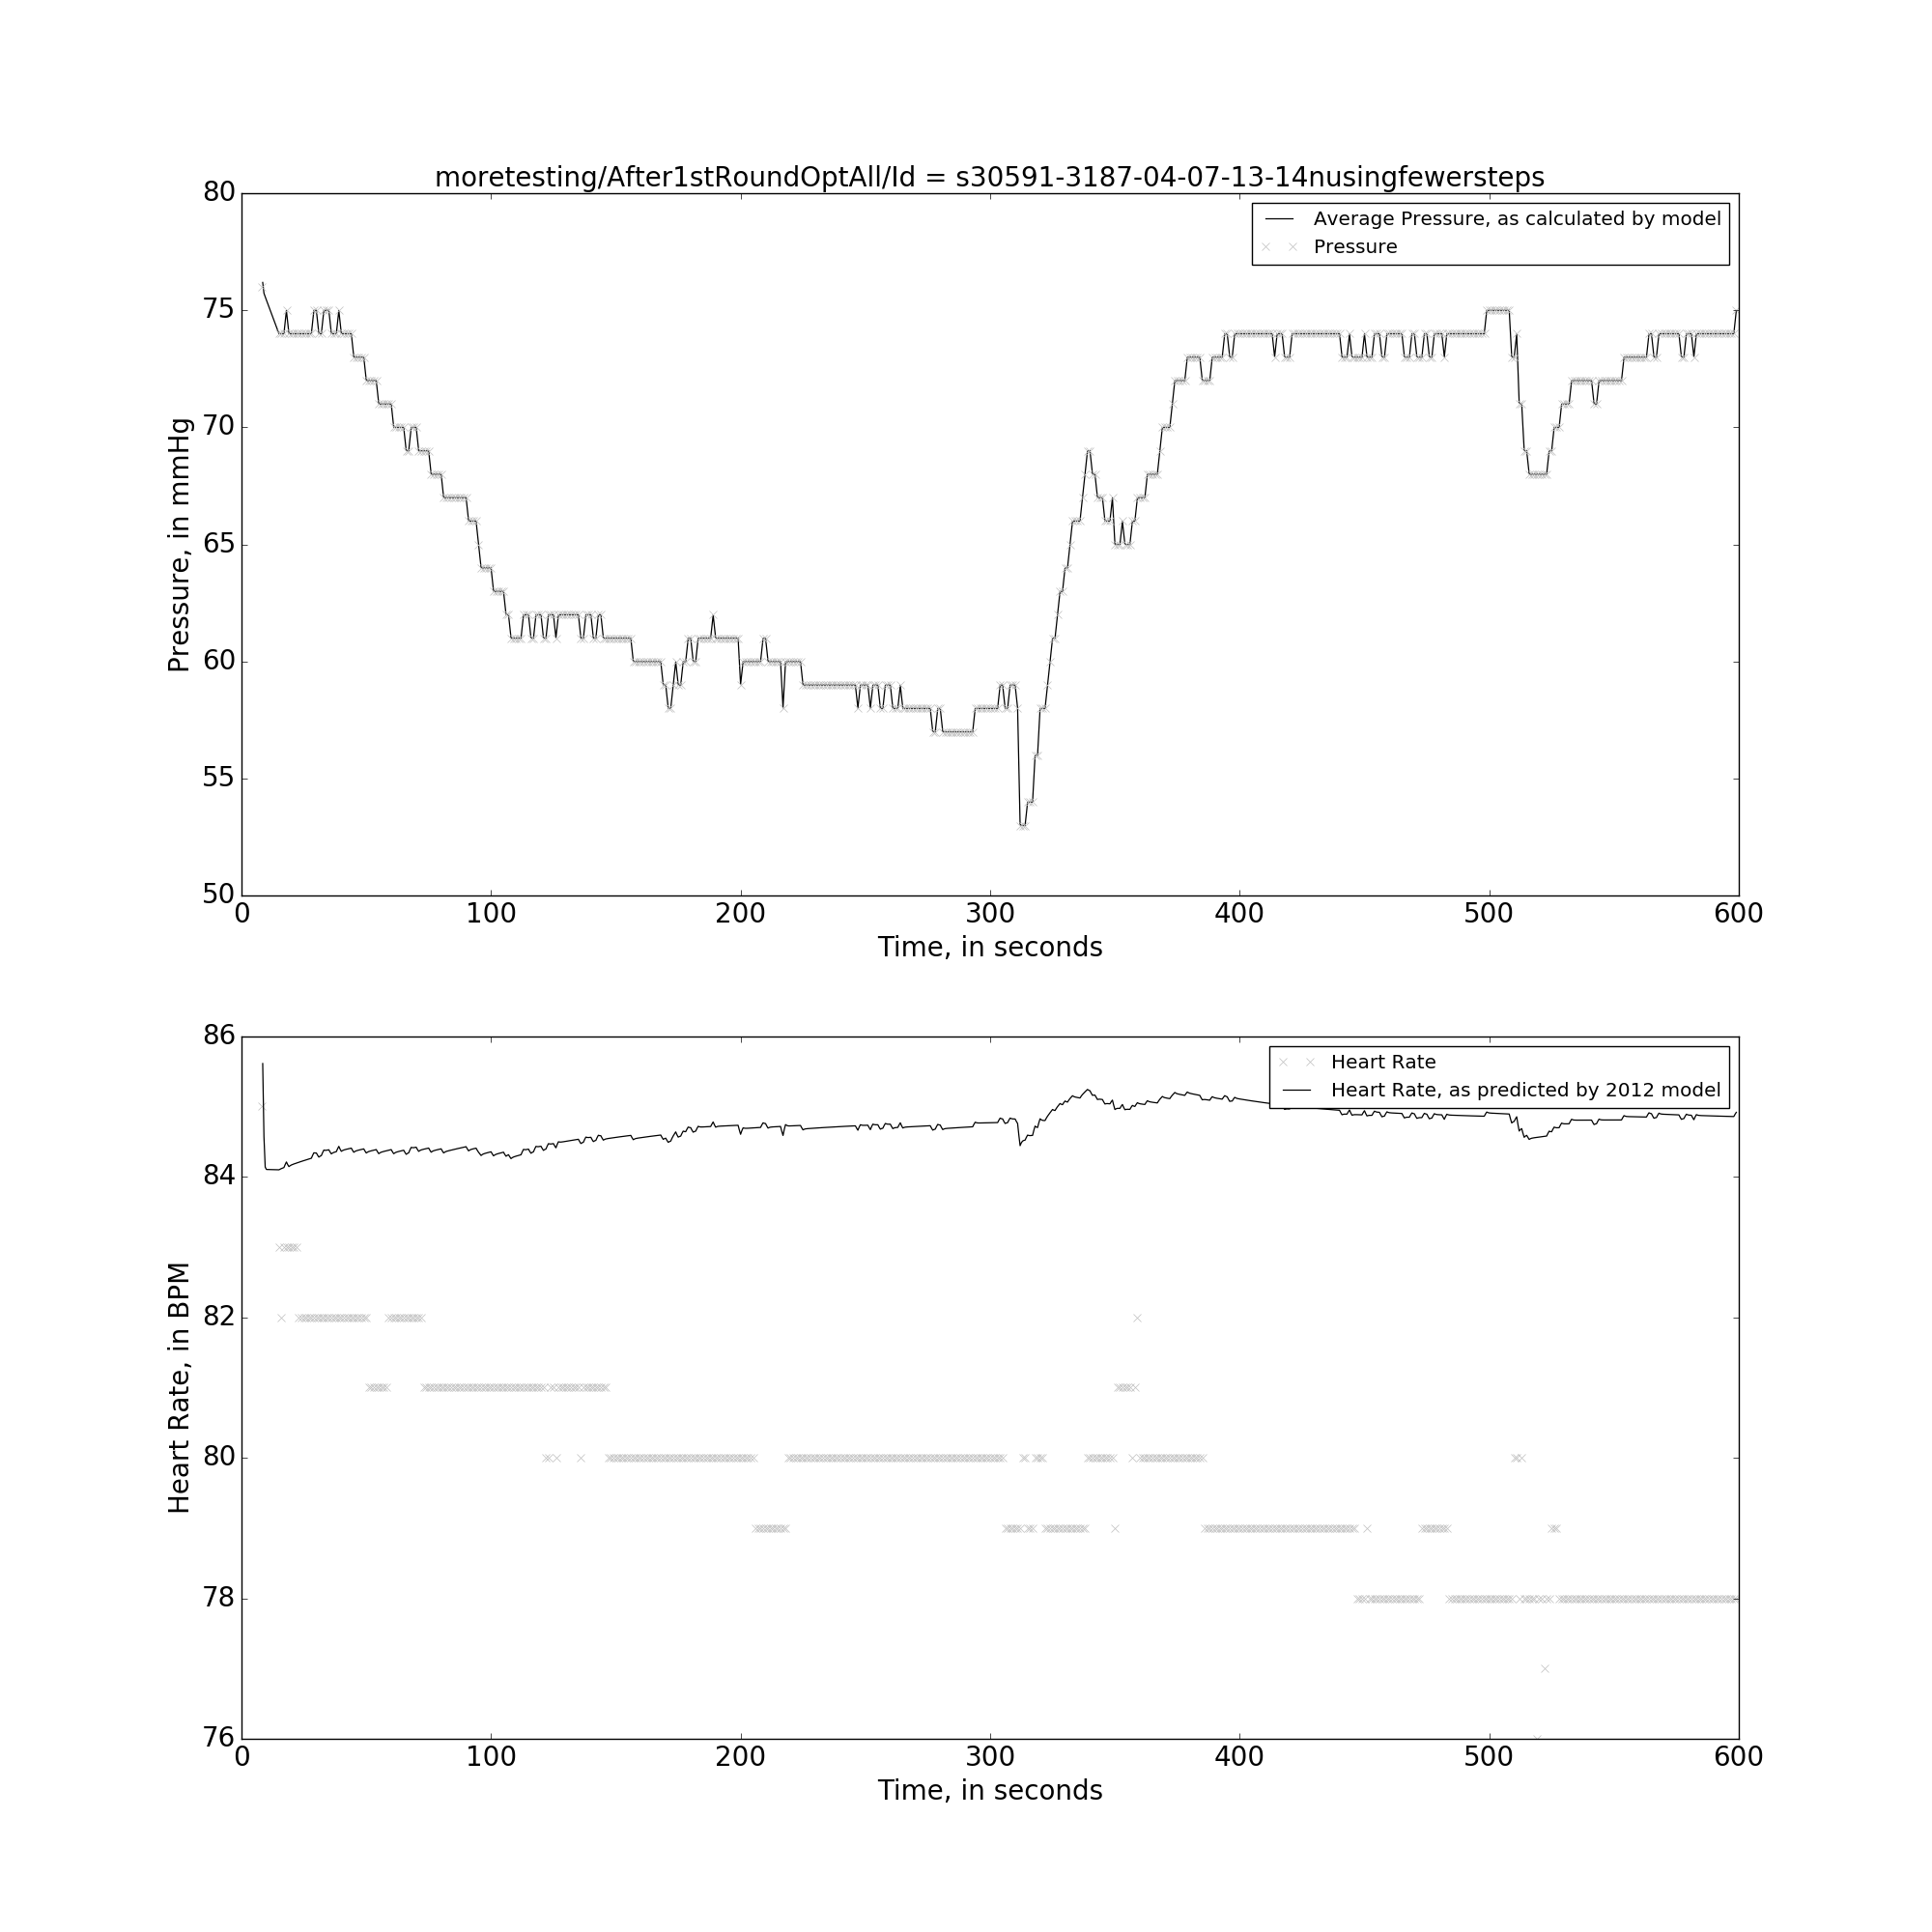 moretesting/After1stRoundOptAll/Id = s30591-3187-04-07-13-14nusingfewersteps
80
75
70
65
60
55
50
Pressure, in mmHg
Average Pressure, as calculated by model
Pressure
0 100 200 300 400 500 600
Time, in seconds
86
84
82
80
78
76
Heart Rate, in BPM
Heart Rate
Heart Rate, as predicted by 2012 model
0 100 200 300 400 500 600
Time, in seconds